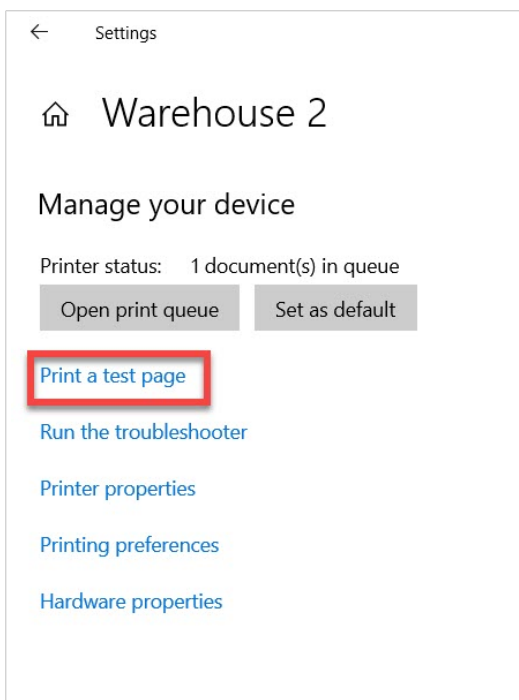 Settings
Warehouse 2
Manage your device
Printer status: 1 document(s) in queue
Open print queue Set as default
Print a test page
Run the troubleshooter
Printer properties
Printing preferences
Hardware properties